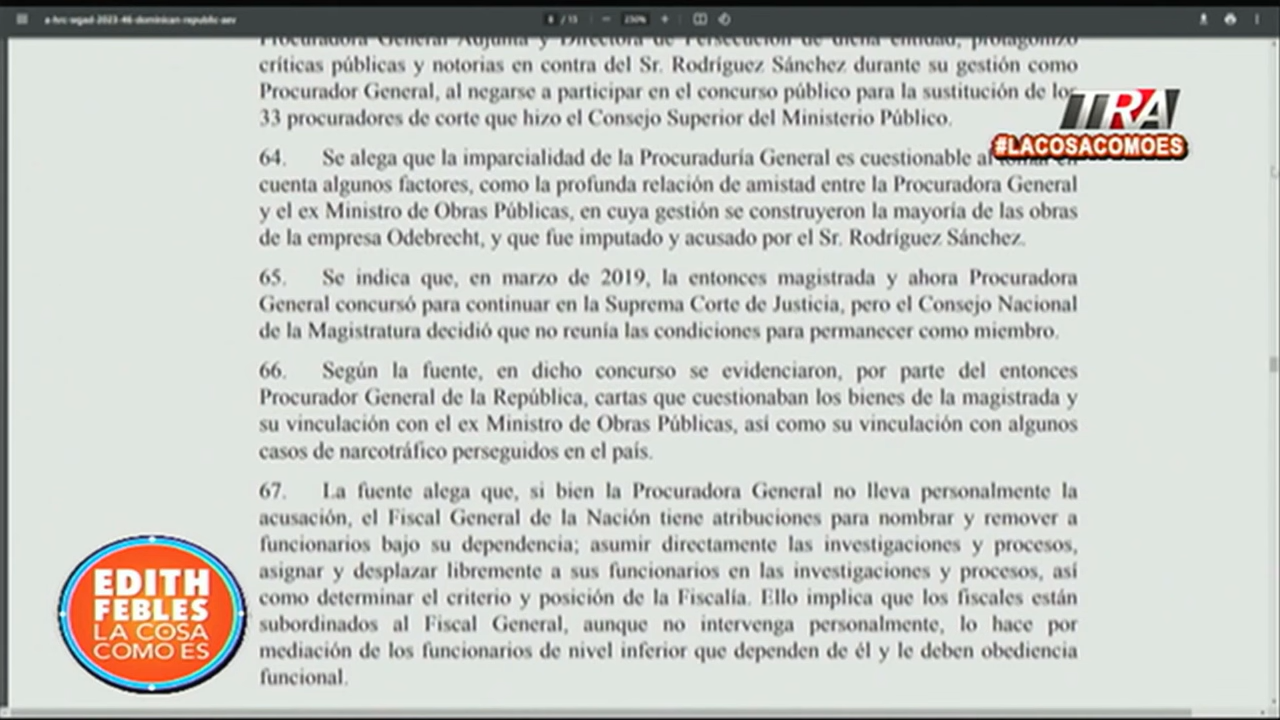 a-hrc-wgad-2023-46-dominican-republic-aev
8 / 15
250%
Procuradora General Adjunta y Directora de Persecución de dicha entidad, protagonizó
críticas públicas y notorias en contra del Sr. Rodríguez Sánchez durante su gestión como
Procurador General, al negarse a participar en el concurso público para la sustitución de los
33 procuradores de corte que hizo el Consejo Superior del Ministerio Público.
TRA
#LACOSACOMOES
64. Se alega que la imparcialidad de la Procuraduría General es cuestionable al tomar en
cuenta algunos factores, como la profunda relación de amistad entre la Procuradora General
y el ex Ministro de Obras Públicas, en cuya gestión se construyeron la mayoría de las obras
de la empresa Odebrecht, y que fue imputado y acusado por el Sr. Rodríguez Sánchez.
65. Se indica que, en marzo de 2019, la entonces magistrada y ahora Procuradora
General concursó para continuar en la Suprema Corte de Justicia, pero el Consejo Nacional
de la Magistratura decidió que no reunía las condiciones para permanecer como miembro.
66. Según la fuente, en dicho concurso se evidenciaron, por parte del entonces
Procurador General de la República, cartas que cuestionaban los bienes de la magistrada y
su vinculación con el ex Ministro de Obras Públicas, así como su vinculación con algunos
casos de narcotráfico perseguidos en el país.
67. La fuente alega que, si bien la Procuradora General no lleva personalmente la
acusación, el Fiscal General de la Nación tiene atribuciones para nombrar y remover a
funcionarios bajo su dependencia; asumir directamente las investigaciones y procesos,
asignar y desplazar libremente a sus funcionarios en las investigaciones y procesos, así
como determinar el criterio y posición de la Fiscalía. Ello implica que los fiscales están
subordinados al Fiscal General, aunque no intervenga personalmente, lo hace por
mediación de los funcionarios de nivel inferior que dependen de él y le deben obediencia
funcional.
EDITH
FEBLES
LA COSA
COMO ES